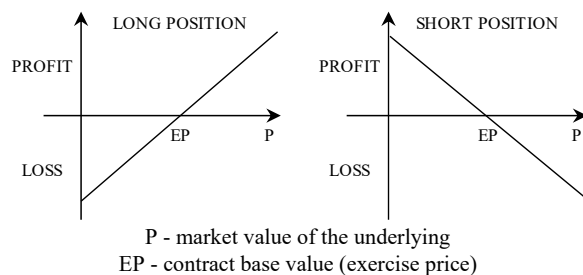 LONG POSITION
PROFIT
EP
P
LOSS
SHORT POSITION
PROFIT
EP
P
LOSS
P - market value of the underlying
EP - contract base value (exercise price)